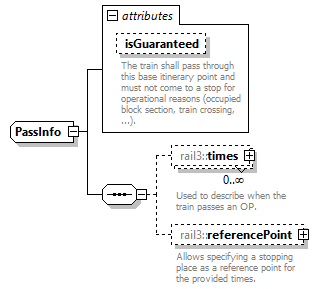 attributes
isGuaranteed
The train shall pass through
this base itinerary point and
must not come to a stop for
operational reasons (occupied
block section, train crossing,
...).
PassInfo
rail3::times
0..∞
Used to describe when the
train passes an OP.
rail3::referencePoint
Allows specifying a stopping
place as a reference point for
the provided times.